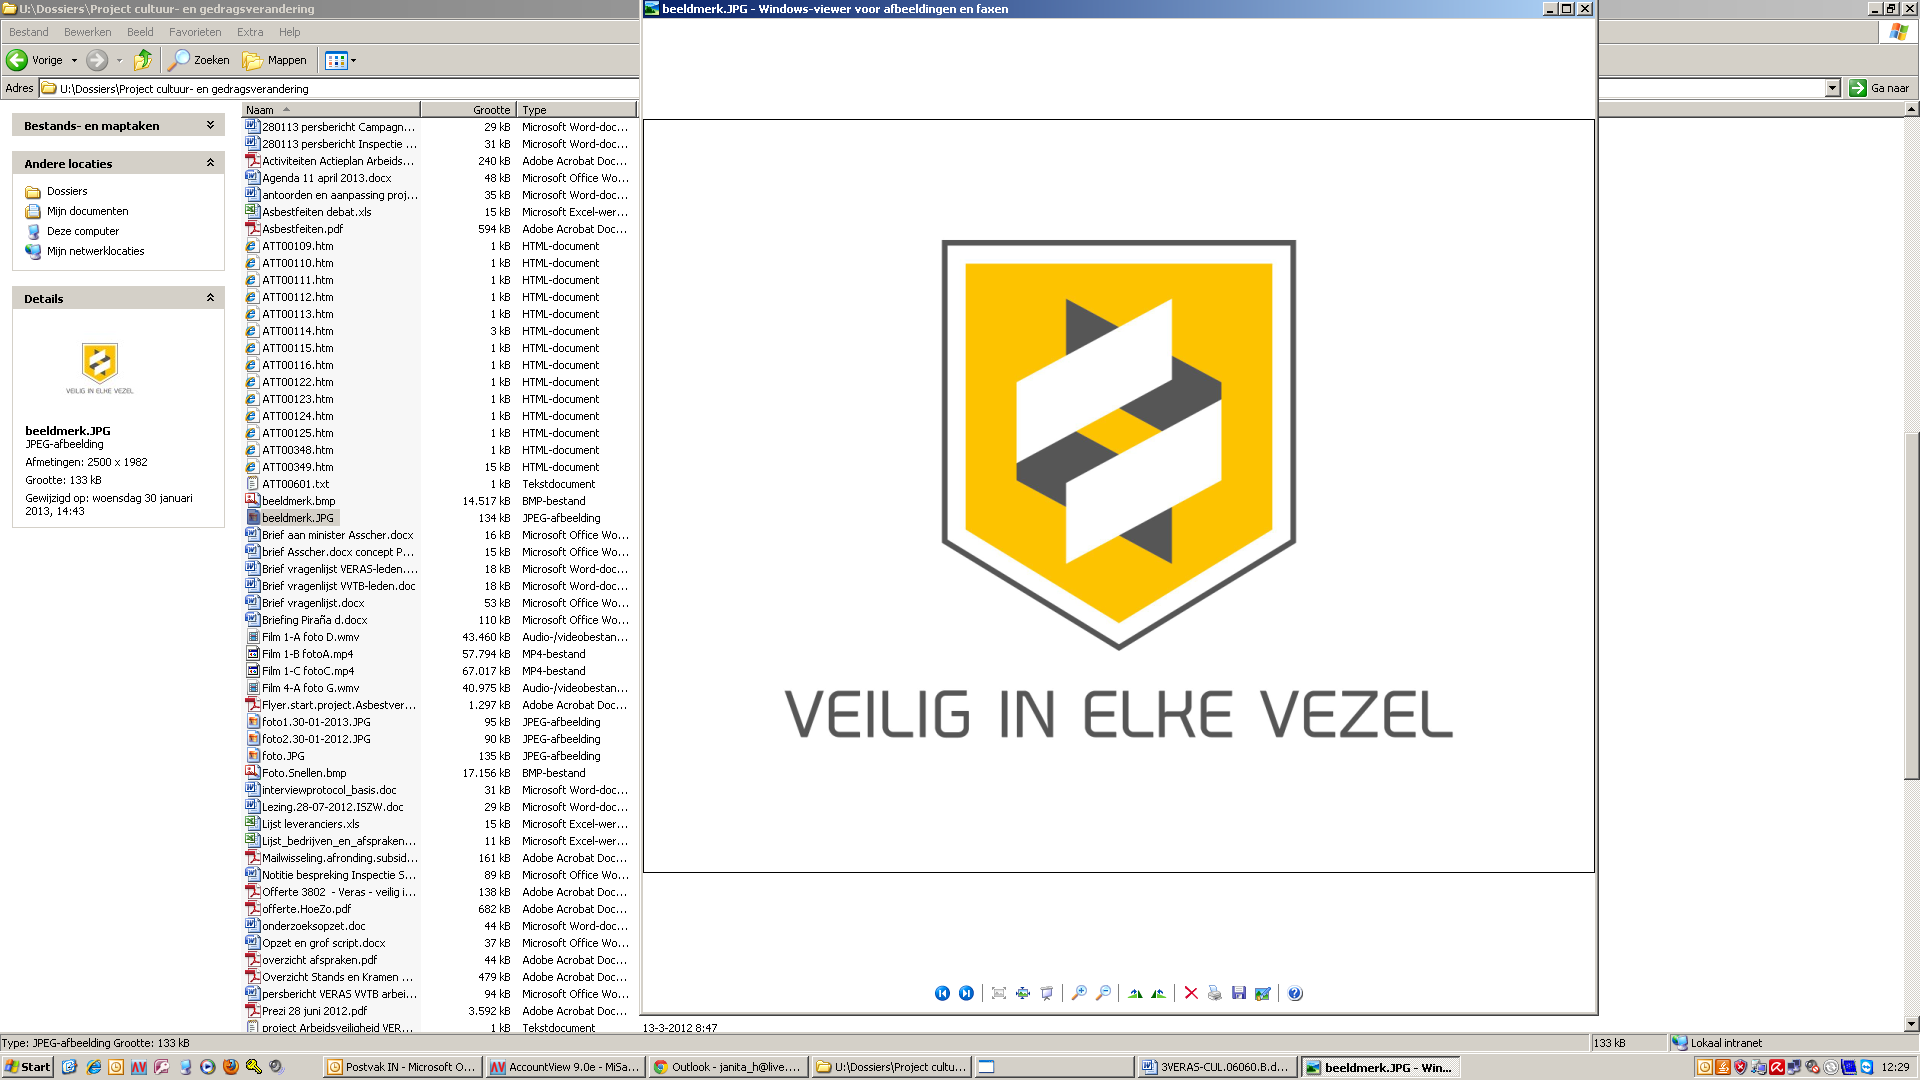 U:\Dossiers\Project cultuur- en gedragsverandering
Bestand Bewerken Beeld Favorieten Extra Help
Vorige Zoeken Mappen
Adres U:\Dossiers\Project cultuur- en gedragsverandering
Ga naar
Bestands- en maptaken
Andere locaties
Dossiers
Mijn documenten
Deze computer
Mijn netwerklocaties
Details
VEILIG IN ELKE VEZEL
beeldmerk.JPG
JPEG-afbeelding
Afmetingen: 2500 x 1982
Grootte: 133 kB
Gewijzigd op: woensdag 30 januari
2013, 14:43
Naam Grootte Type
280113 persbericht Campagn... 29 kB Microsoft Word-doc...
280113 persbericht Inspectie ... 31 kB Microsoft Word-doc...
Activiteiten Actieplan Arbeids... 240 kB Adobe Acrobat Doc...
Agenda 11 april 2013.docx 48 kB Microsoft Office Wo...
antoorden en aanpassing proj... 35 kB Microsoft Word-doc...
Asbestfeiten debat.xls 15 kB Microsoft Excel-wer...
Asbestfeiten.pdf 594 kB Adobe Acrobat Doc...
ATT00109.htm 1 kB HTML-document
ATT00110.htm 1 kB HTML-document
ATT00111.htm 1 kB HTML-document
ATT00112.htm 1 kB HTML-document
ATT00113.htm 1 kB HTML-document
ATT00114.htm 3 kB HTML-document
ATT00115.htm 1 kB HTML-document
ATT00116.htm 1 kB HTML-document
ATT00122.htm 1 kB HTML-document
ATT00123.htm 1 kB HTML-document
ATT00124.htm 1 kB HTML-document
ATT00125.htm 1 kB HTML-document
ATT00348.htm 1 kB HTML-document
ATT00349.htm 15 kB HTML-document
ATT00601.txt 1 kB Tekstdocument
beeldmerk.bmp 14.517 kB BMP-bestand
beeldmerk.JPG 134 kB JPEG-afbeelding
Brief aan minister Asscher.docx 16 kB Microsoft Office Wo...
brief Asscher.docx concept P... 15 kB Microsoft Office Wo...
Brief vragenlijst VERAS-leden.... 18 kB Microsoft Word-doc...
Brief vragenlijst VVTB-leden.doc 18 kB Microsoft Word-doc...
Brief vragenlijst.docx 53 kB Microsoft Office Wo...
Briefing Piraña d.docx 110 kB Microsoft Office Wo...
Film 1-A foto D.wmv 43.460 kB Audio-/videobestan...
Film 1-B fotoA.mp4 57.794 kB MP4-bestand
Film 1-C fotoC.mp4 67.017 kB MP4-bestand
Film 4-A foto G.wmv 40.975 kB Audio-/videobestan...
Flyer.start.project.Asbestver... 1.297 kB Adobe Acrobat Doc...
foto1.30-01-2013.JPG 95 kB JPEG-afbeelding
foto2.30-01-2012.JPG 90 kB JPEG-afbeelding
foto.JPG 135 kB JPEG-afbeelding
Foto.Snellen.bmp 17.156 kB BMP-bestand
interviewprotocol_basis.doc 31 kB Microsoft Word-doc...
Lezing.28-07-2012.ISZW.doc 29 kB Microsoft Word-doc...
Lijst leveranciers.xls 15 kB Microsoft Excel-wer...
Lijst_bedrijven_en_afspraken... 11 kB Microsoft Excel-wer...
Mailwisseling.afronding.subsid... 161 kB Adobe Acrobat Doc...
Notitie bespreking Inspectie S... 89 kB Microsoft Office Wo...
Offerte 3802 - Veras - veilig i... 138 kB Adobe Acrobat Doc...
offerte.HoeZo.pdf 682 kB Adobe Acrobat Doc...
onderzoeksopzet.doc 44 kB Microsoft Word-doc...
Opzet en grof script.docx 37 kB Microsoft Office Wo...
overzicht afspraken.pdf 44 kB Adobe Acrobat Doc...
Overzicht Stands en Kramen ... 479 kB Adobe Acrobat Doc...
persbericht VERAS VVTB arbei... 94 kB Microsoft Office Wo...
Prezi 28 juni 2012.pdf 3.592 kB Adobe Acrobat Doc...
project Arbeidsveiligheid VER... 1 kB Tekstdocument 13-3-2012 8:47
beeldmerk.JPG - Windows-viewer voor afbeeldingen en faxen
VEILIG IN ELKE VEZEL
Type: JPEG-afbeelding Grootte: 133 kB
133 kB
Lokaal intranet
Start
Postvak IN - Microsoft O...
AccountView 9.0e - MiSa...
Outlook - janita_h@live....
U:\Dossiers\Project cultu...
3VERAS-CUL.06060.B.d...
beeldmerk.JPG - Win...
12:29